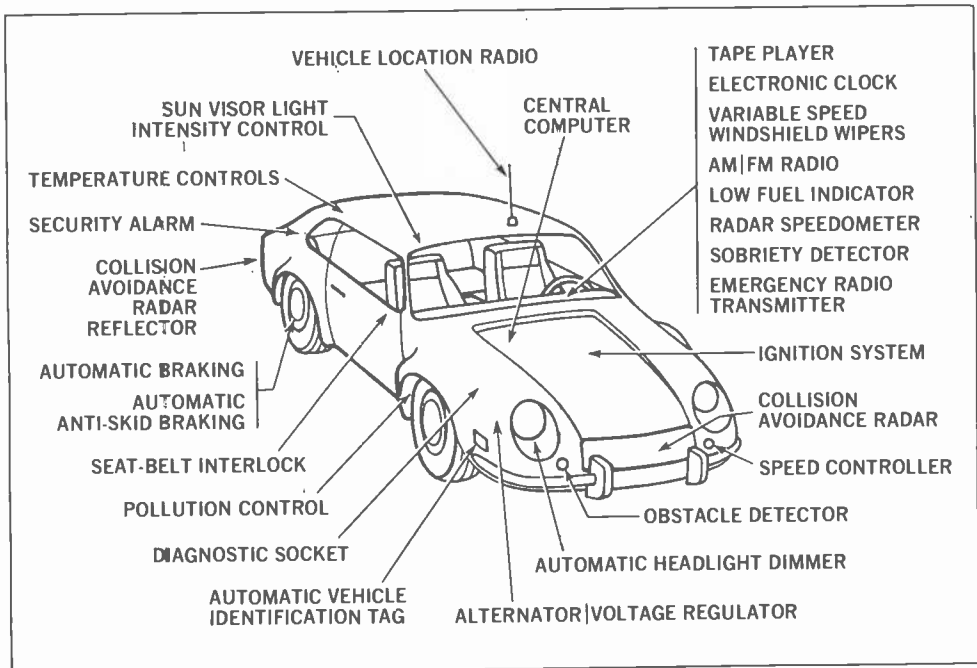 VEHICLE LOCATION RADIO
SUN VISOR LIGHT
INTENSITY CONTROL
CENTRAL
COMPUTER
TAPE PLAYER
ELECTRONIC CLOCK
VARIABLE SPEED
WINDSHIELD WIPERS
AM|FM RADIO
LOW FUEL INDICATOR
RADAR SPEEDOMETER
SOBRIETY DETECTOR
EMERGENCY RADIO
TRANSMITTER
TEMPERATURE CONTROLS
SECURITY ALARM
COLLISION
AVOIDANCE
RADAR
REFLECTOR
AUTOMATIC BRAKING
AUTOMATIC
ANTI-SKID BRAKING
SEAT-BELT INTERLOCK
POLLUTION CONTROL
DIAGNOSTIC SOCKET
AUTOMATIC VEHICLE
IDENTIFICATION TAG
IGNITION SYSTEM
COLLISION
AVOIDANCE RADAR
SPEED CONTROLLER
OBSTACLE DETECTOR
AUTOMATIC HEADLIGHT DIMMER
ALTERNATOR|VOLTAGE REGULATOR